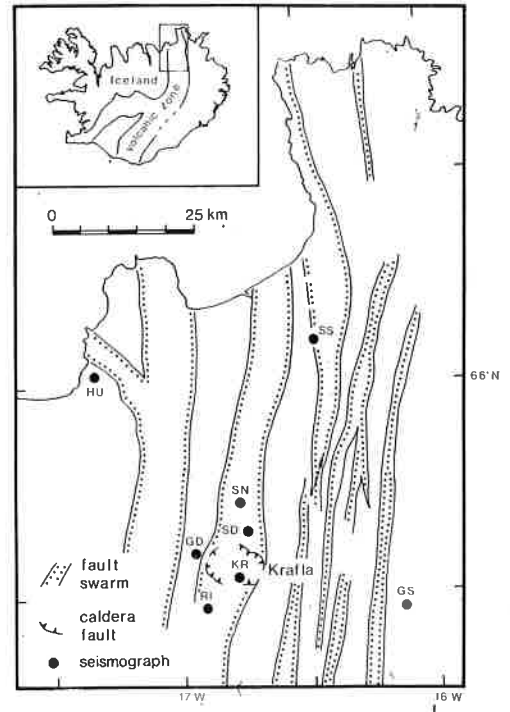 Iceland
volcanic zone
0 25 km
SS
66°N
HU
SN
SD
GD
KR Krafla
RI
GS
fault
swarm
caldera
fault
seismograph
17 W 16 W